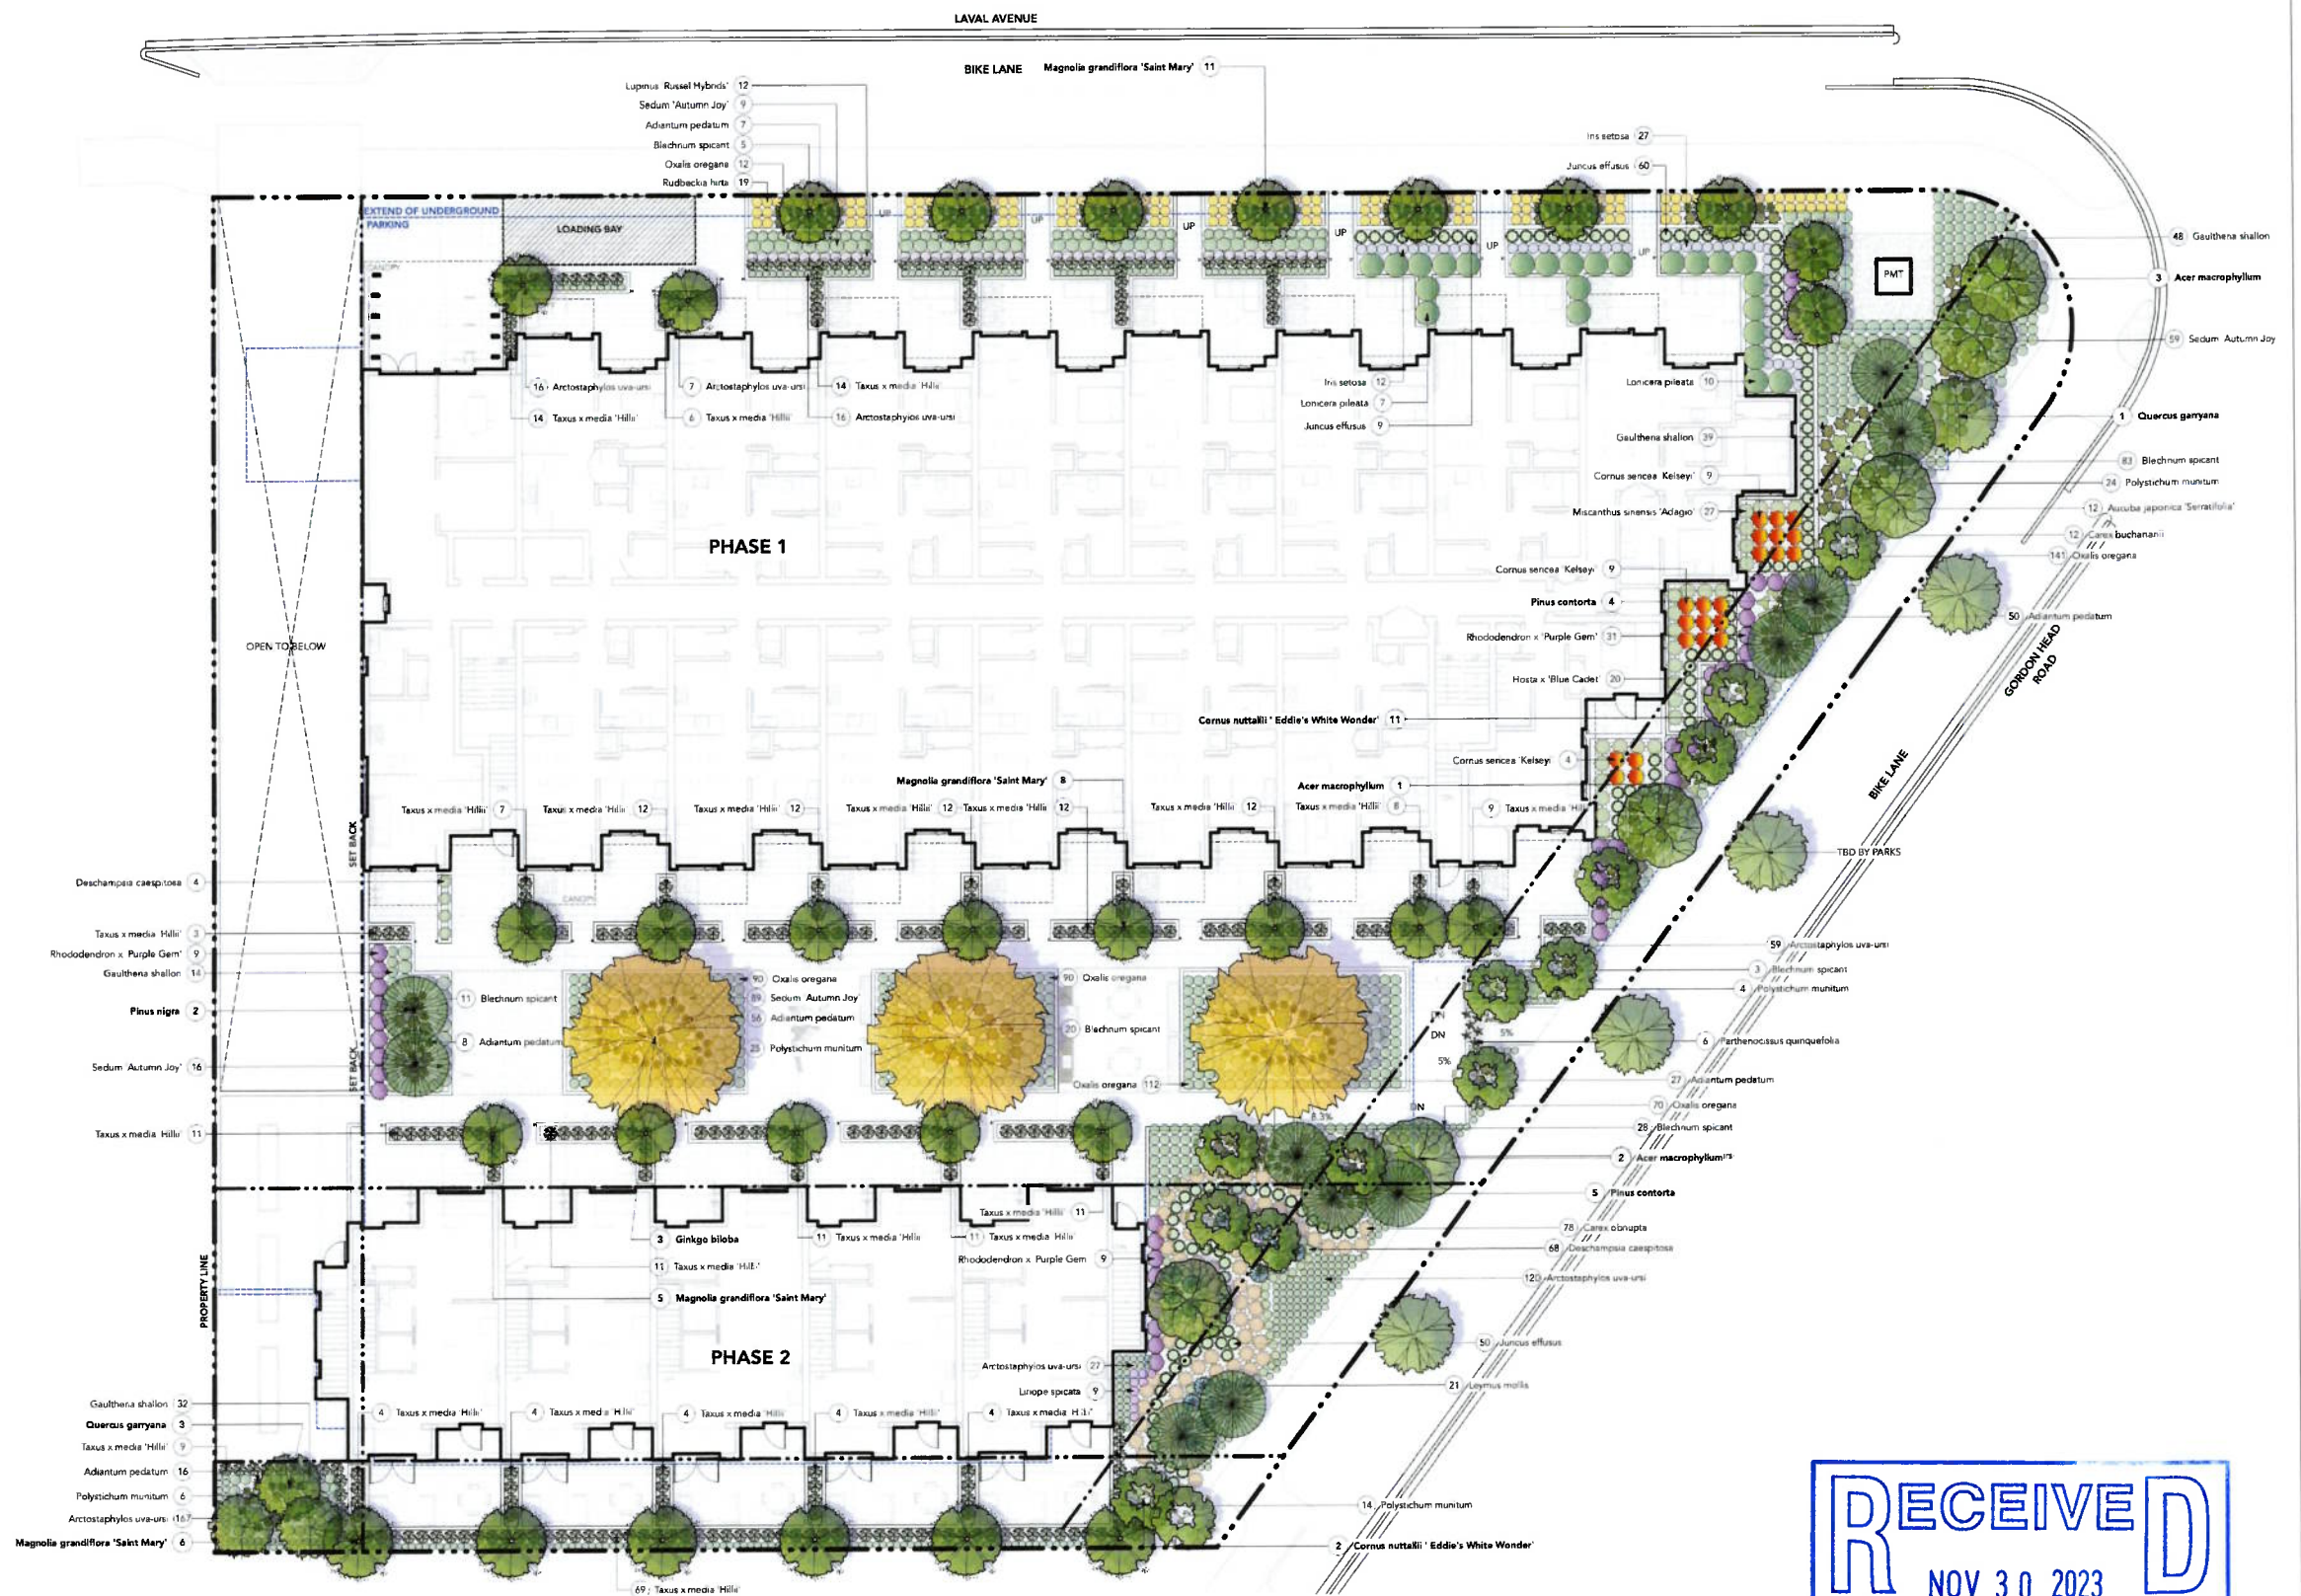 LAVAL AVENUE
BIKE LANE
Magnolia grandiflora 'Saint Mary' 11
Lupinus Russel Hybrids' 12
Sedum 'Autumn Joy' 9
Adiantum pedatum 7
Blechnum spicant 5
Oxalis oregana 12
Rudbeckia hirta 19
Iris setosa 27
Juncus effusus 60
EXTEND OF UNDERGROUND
PARKING
LOADING BAY
CANOPY
UP
UP
UP
UP
UP
UP
PMT
48 Gaultheria shallon
3 Acer macrophyllum
59 Sedum Autumn Joy
1 Quercus garryana
83 Blechnum spicant
24 Polystichum munitum
12 Aucuba japonica 'Serratifolia'
12 Carex buchananii
141 Oxalis oregana
50 Adiantum pedatum
GORDON HEAD
ROAD
BIKE LANE
TBD BY PARKS
16 Arctostaphylos uva-ursi
7 Arctostaphylos uva-ursi
14 Taxus x media 'Hillii'
14 Taxus x media 'Hillii'
6 Taxus x media 'Hillii'
16 Arctostaphylos uva-ursi
Iris setosa 12
Lonicera pileata 7
Juncus effusus 9
Lonicera pileata 10
Gaultheria shallon 39
Cornus sericea 'Kelseyi' 9
Miscanthus sinensis 'Adagio' 27
Cornus sericea 'Kelseyi' 9
Pinus contorta 4
Rhododendron x 'Purple Gem' 31
Hosta x 'Blue Cadet' 20
Cornus nuttallii ' Eddie's White Wonder' 11
Cornus sericea 'Kelseyi 4
PHASE 1
OPEN TO BELOW
Magnolia grandiflora 'Saint Mary' 8
Acer macrophyllum 1
Taxus x media 'Hillii' 7
Taxus x media 'Hillii 12
Taxus x media 'Hillii' 12
Taxus x media 'Hillii' 12
Taxus x media 'Hillii 12
Taxus x media 'Hillii 12
Taxus x media 'Hillii' 8
9 Taxus x media
SET BACK
CANOPY
Deschampsia caespitosa 4
Taxus x media Hillii' 3
Rhododendron x Purple Gem' 9
Gaultheria shallon 14
Pinus nigra 2
Sedum 'Autumn Joy' 16
Taxus x media Hillii 11
SET BACK
11 Blechnum spicant
8 Adiantum pedatum
90 Oxalis oregana
89 Sedum Autumn Joy'
56 Adiantum pedatum
25 Polystichum munitum
90 Oxalis oregana
20 Blechnum spicant
Oxalis oregana 112
DN
DN
5%
5%
DN
8.3%
59 Arctostaphylos uva-ursi
3 Blechnum spicant
4 Polystichum munitum
6 Parthenocissus quinquefolia
27 Adiantum pedatum
70 Oxalis oregana
28 Blechnum spicant
2 Acer macrophyllum
5 Pinus contorta
78 Carex obnupta
68 Deschampsia caespitosa
120 Arctostaphylos uva-ursi
50 Juncus effusus
21 Leymus mollis
14 Polystichum munitum
2 Cornus nuttallii ' Eddie's White Wonder'
Taxus x media 'Hillii' 11
3 Ginkgo biloba
11 Taxus x media 'Hillii
11 Taxus x media 'Hillii'
11 Taxus x media 'Hillii'
Rhododendron x Purple Gem 9
5 Magnolia grandiflora 'Saint Mary'
PHASE 2
PROPERTY LINE
Arctostaphylos uva-ursi 27
Liriope spicata 9
4 Taxus x media 'Hillii'
4 Taxus x media 'Hillii'
4 Taxus x media 'Hillii'
4 Taxus x media 'Hillii'
4 Taxus x media 'Hillii'
Gaultheria shallon 32
Quercus garryana 3
Taxus x media 'Hillii' 9
Adiantum pedatum 16
Polystichum munitum 6
Arctostaphylos uva-ursi 167
Magnolia grandiflora 'Saint Mary' 6
69 Taxus x media 'Hillii'
RECEIVED
NOV 30 2023